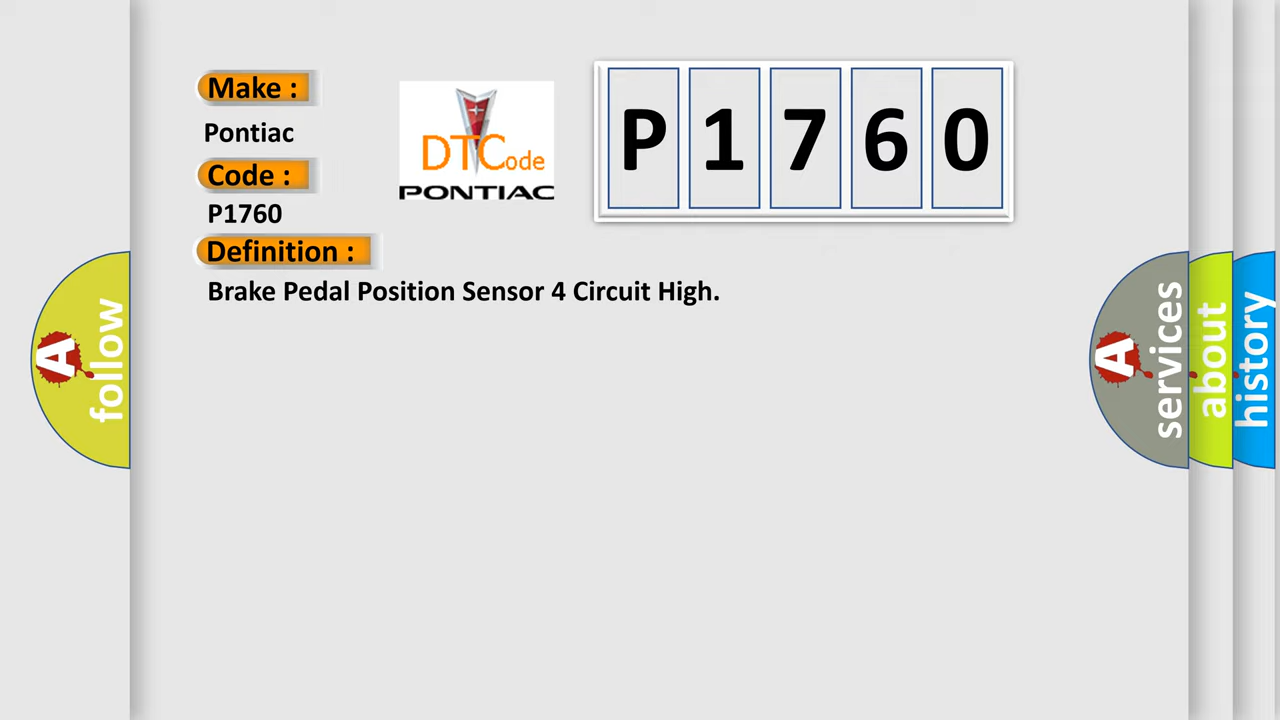 Make :
Pontiac
Code :
P1760
Definition :
Brake Pedal Position Sensor 4 Circuit High.
DTCode
PONTIAC
P 1 7 6 0
A follow
A services
about
history